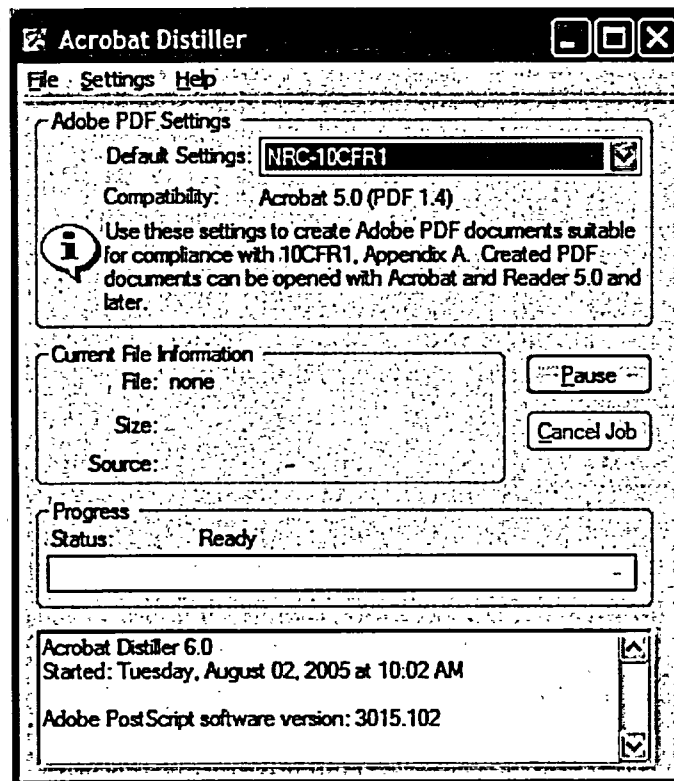 Acrobat Distiller
File Settings Help
Adobe PDF Settings
Default Settings: NRC-10CFR1
Compatibility: Acrobat 5.0 (PDF 1.4)
Use these settings to create Adobe PDF documents suitable
for compliance with 10CFR1, Appendix A. Created PDF
documents can be opened with Acrobat and Reader 5.0 and
later.
Current File Information
File: none
Size:
Source:
Pause
Cancel Job
Progress
Status: Ready
Acrobat Distiller 6.0
Started: Tuesday, August 02, 2005 at 10:02 AM
Adobe PostScript software version: 3015.102